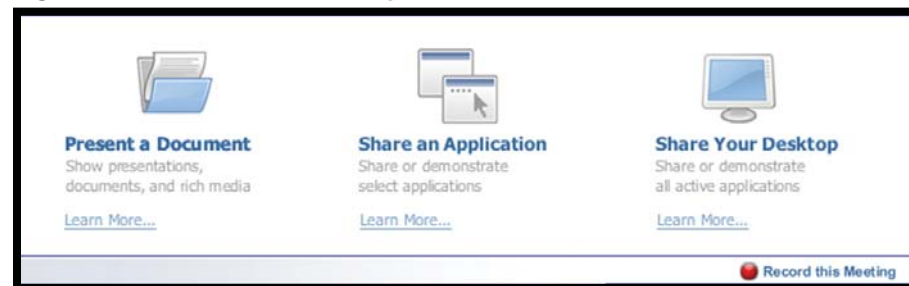 Present a Document
Show presentations,
documents, and rich media
Learn More...
Share an Application
Share or demonstrate
select applications
Learn More...
Share Your Desktop
Share or demonstrate
all active applications
Learn More...
Record this Meeting